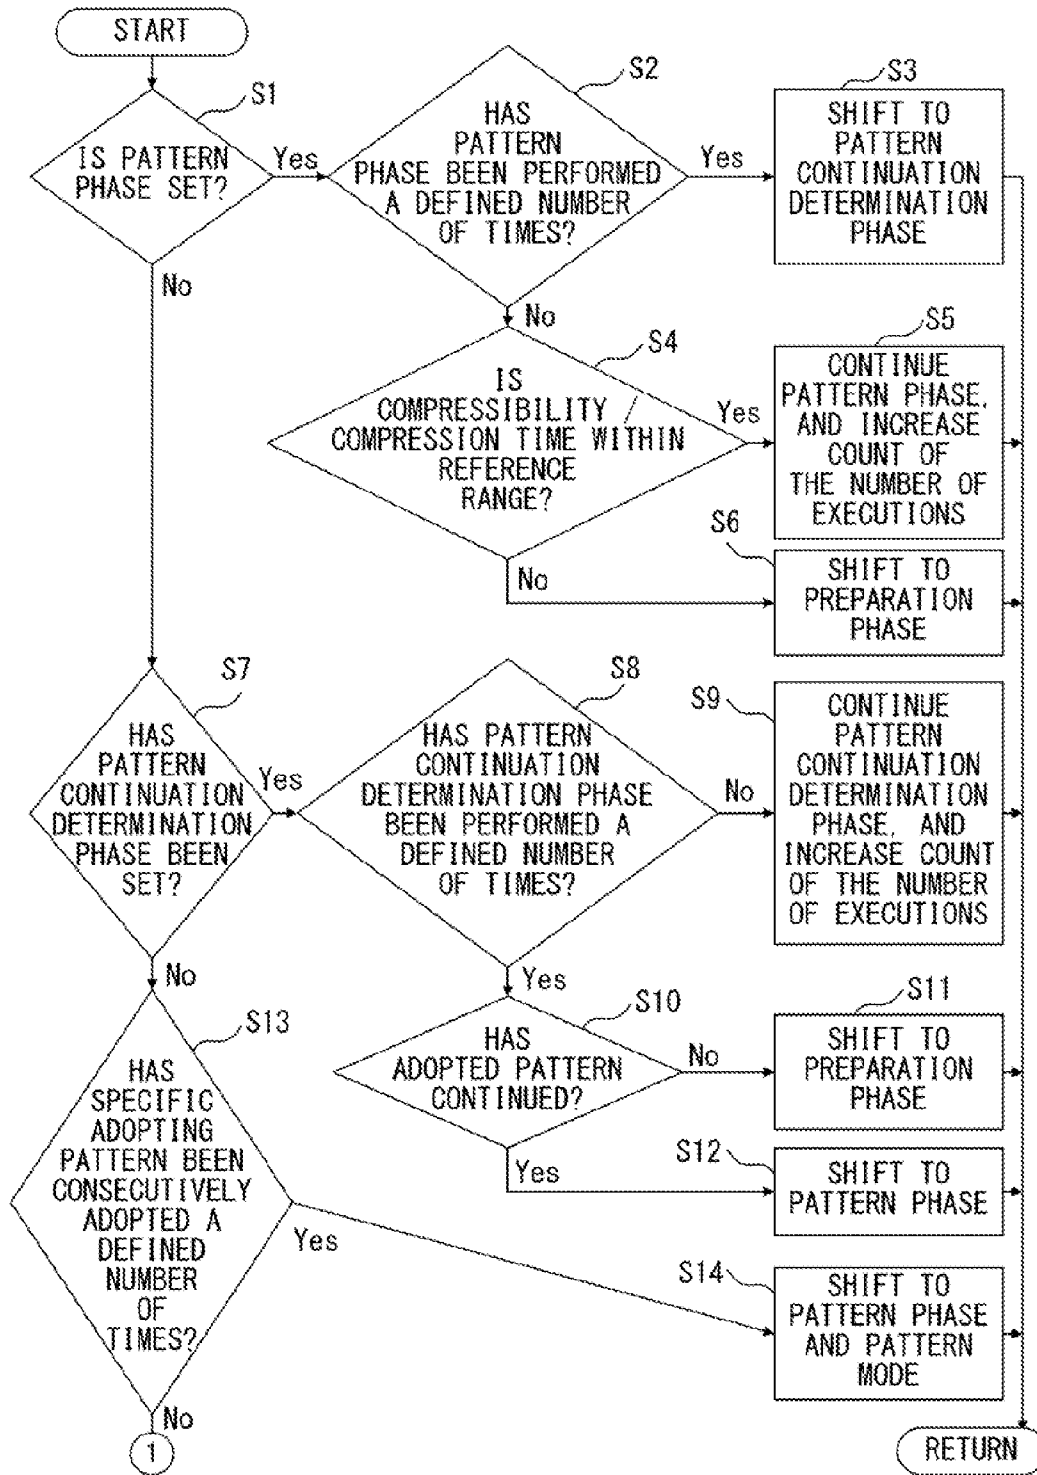 START
S1
IS PATTERN
PHASE SET?
Yes
No
S2
HAS
PATTERN
PHASE BEEN PERFORMED
A DEFINED NUMBER
OF TIMES?
Yes
No
S3
SHIFT TO
PATTERN
CONTINUATION
DETERMINATION
PHASE
S4
IS
COMPRESSIBILITY
COMPRESSION TIME WITHIN
REFERENCE
RANGE?
Yes
No
S5
CONTINUE
PATTERN PHASE,
AND INCREASE
COUNT OF
THE NUMBER OF
EXECUTIONS
S6
SHIFT TO
PREPARATION
PHASE
S7
HAS
PATTERN
CONTINUATION
DETERMINATION
PHASE BEEN
SET?
Yes
No
S8
HAS PATTERN
CONTINUATION
DETERMINATION PHASE
BEEN PERFORMED A
DEFINED NUMBER
OF TIMES?
No
Yes
S9
CONTINUE
PATTERN
CONTINUATION
DETERMINATION
PHASE, AND
INCREASE COUNT
OF THE NUMBER
OF EXECUTIONS
S10
HAS
ADOPTED PATTERN
CONTINUED?
No
Yes
S11
SHIFT TO
PREPARATION
PHASE
S12
SHIFT TO
PATTERN PHASE
S13
HAS
SPECIFIC
ADOPTING
PATTERN BEEN
CONSECUTIVELY
ADOPTED A
DEFINED
NUMBER
OF
TIMES?
Yes
No
S14
SHIFT TO
PATTERN PHASE
AND PATTERN
MODE
1
RETURN